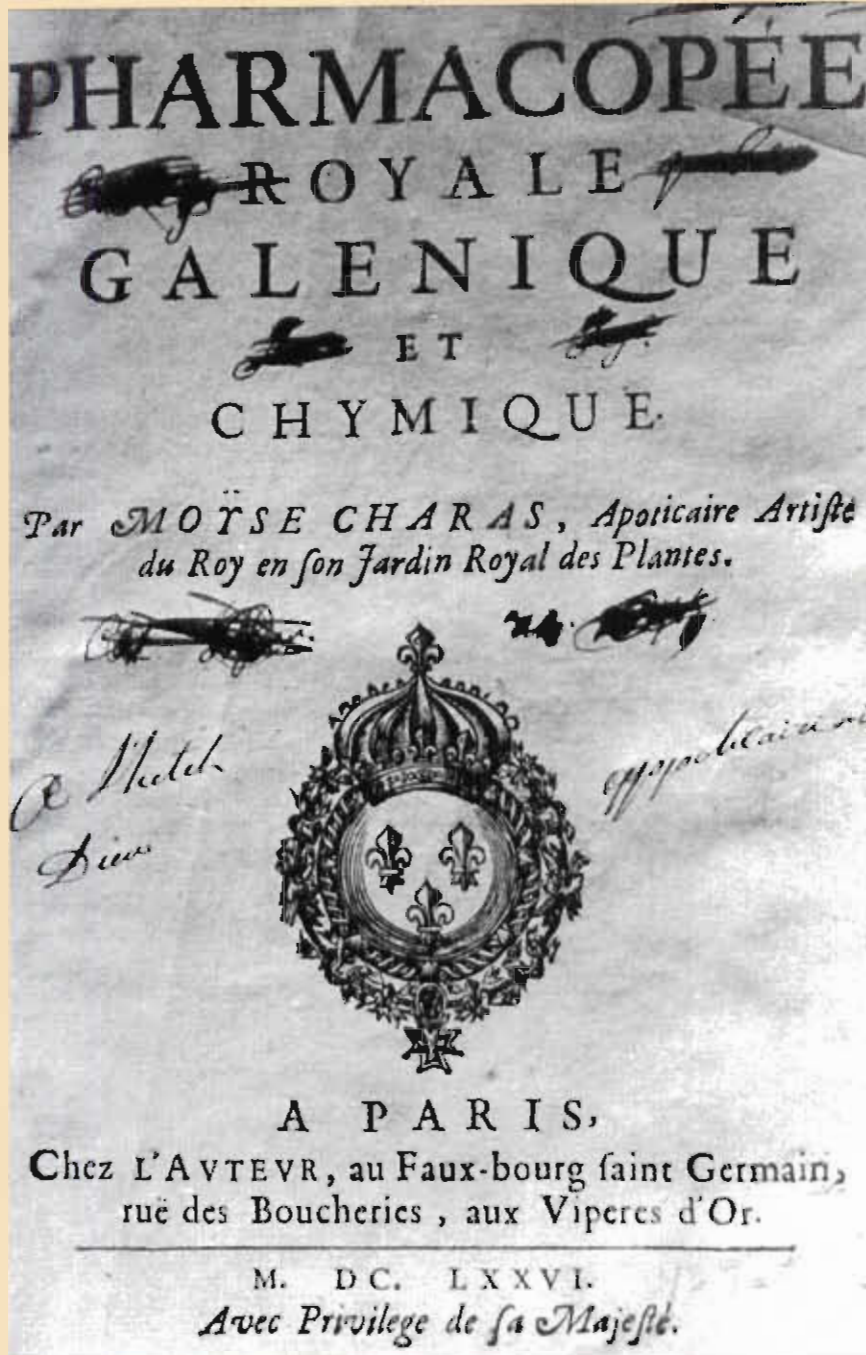 PHARMACOPÉE
ROYALE
GALENIQUE
ET
CHYMIQUE.
Par MOŸSE CHARAS, Apoticaire Artiſte
du Roy en ſon Jardin Royal des Plantes.
Dieu
A PARIS,
Chez L'AVTEVR, au Faux-bourg ſaint Germain,
ruë des Boucheries, aux Viperes d'Or.
M. DC. LXXVI.
Avec Privilege de ſa Majeſté.